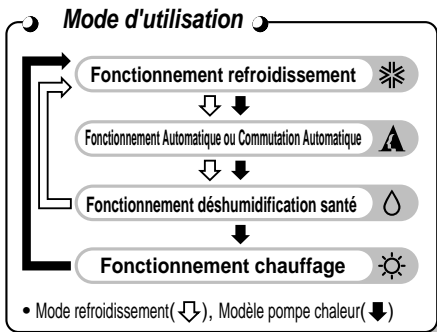 Mode d'utilisation
Fonctionnement refroidissement
Fonctionnement Automatique ou Commutation Automatique
Fonctionnement déshumidification santé
Fonctionnement chauffage
• Mode refroidissement(⇩), Modèle pompe chaleur(🡇)